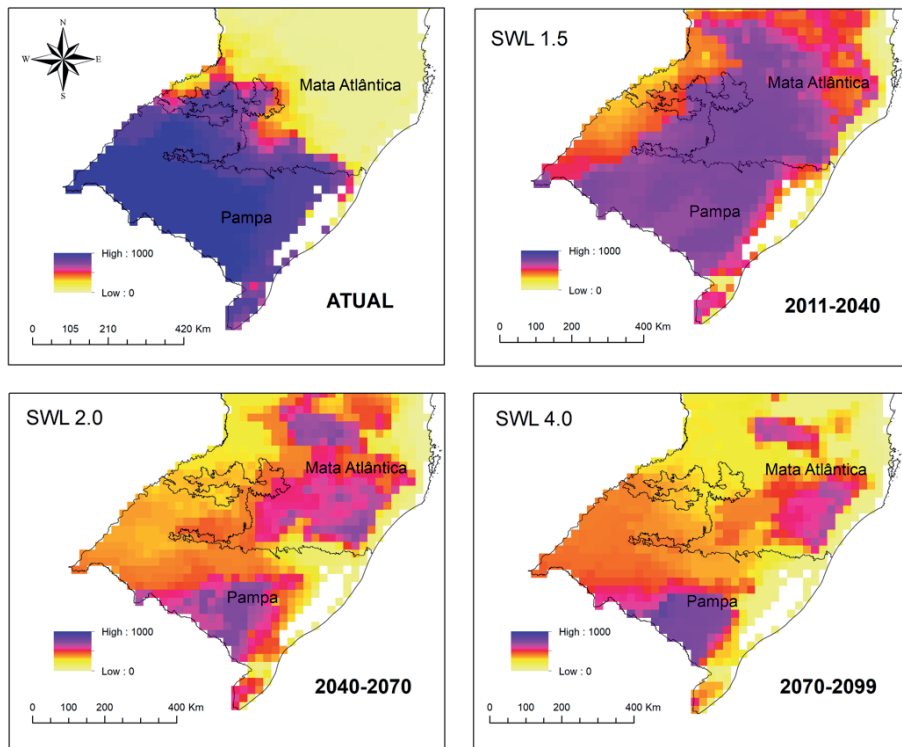 N
W E
S
Mata Atlântica
Pampa
High : 1000
Low : 0
ATUAL
0 105 210 420 Km
SWL 1.5
Mata Atlântica
Pampa
High : 1000
Low : 0
2011-2040
0 100 200 400 Km
SWL 2.0
Mata Atlântica
Pampa
High : 1000
Low : 0
2040-2070
0 100 200 400 Km
SWL 4.0
Mata Atlântica
Pampa
High : 1000
Low : 0
2070-2099
0 100 200 400 Km